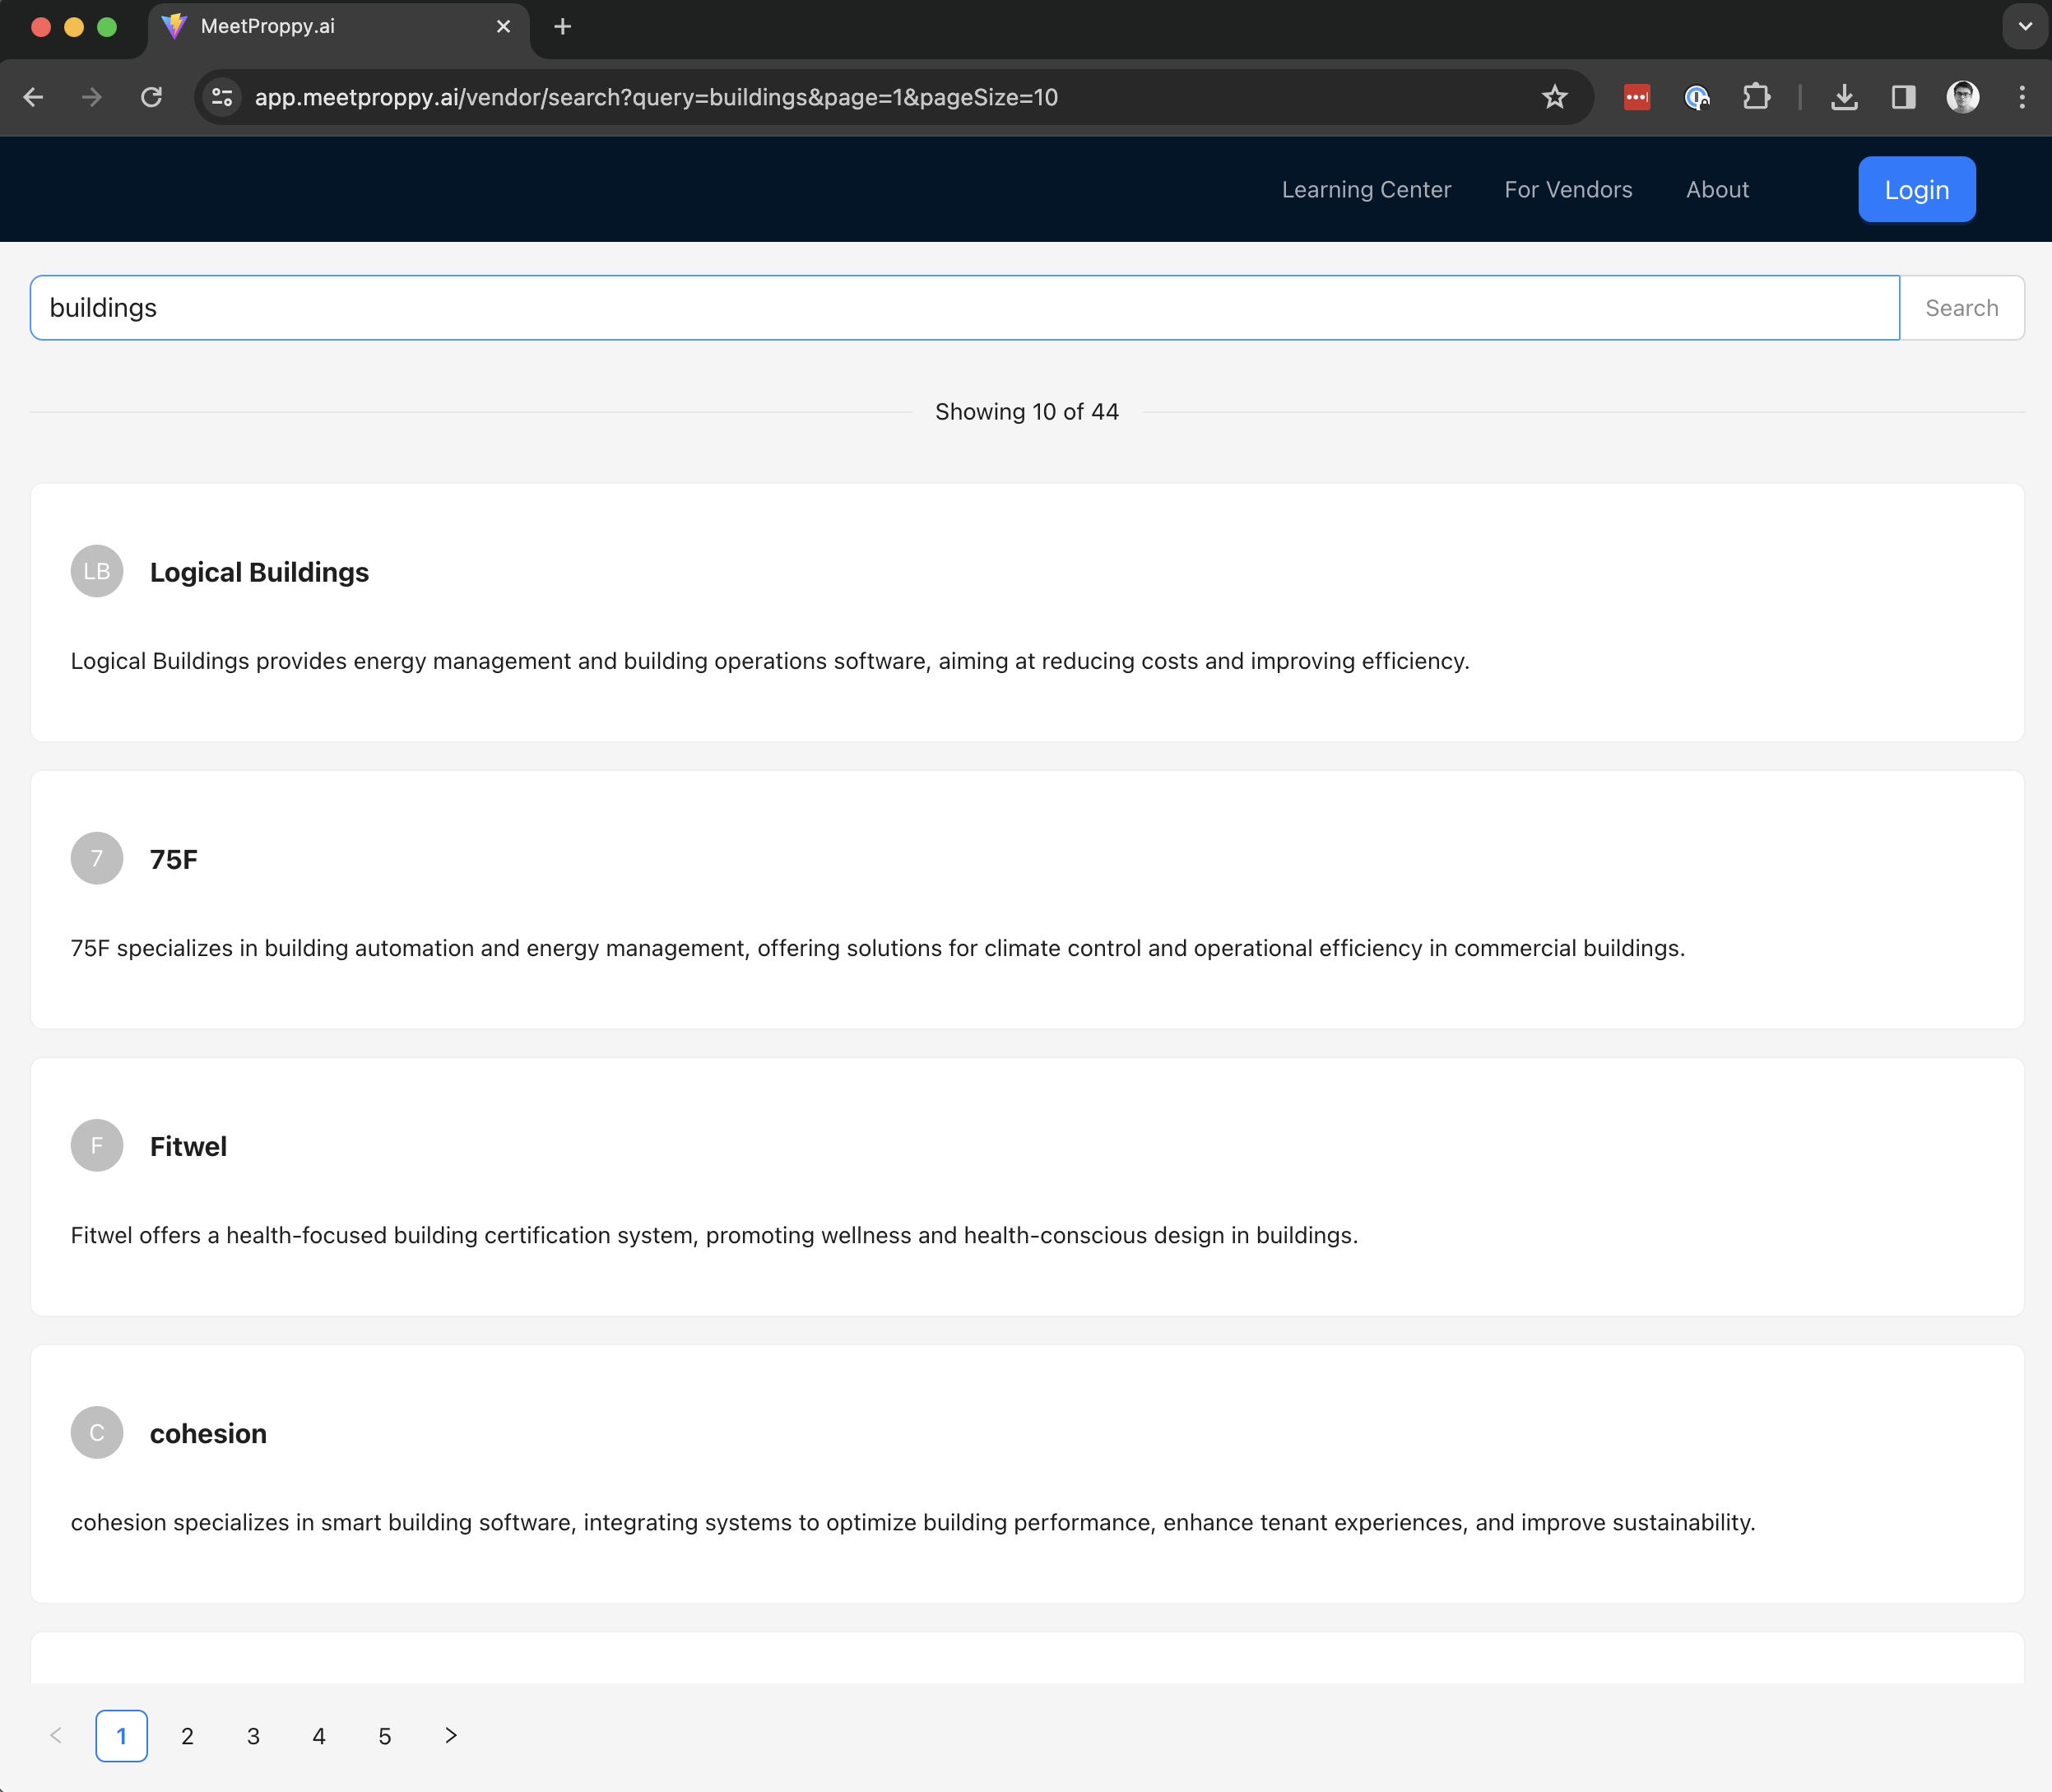 MeetProppy.ai
app.meetproppy.ai/vendor/search?query=buildings&page=1&pageSize=10
Learning Center For Vendors About Login
buildings Search
Showing 10 of 44
LB Logical Buildings
Logical Buildings provides energy management and building operations software, aiming at reducing costs and improving efficiency.
7 75F
75F specializes in building automation and energy management, offering solutions for climate control and operational efficiency in commercial buildings.
F Fitwel
Fitwel offers a health-focused building certification system, promoting wellness and health-conscious design in buildings.
C cohesion
cohesion specializes in smart building software, integrating systems to optimize building performance, enhance tenant experiences, and improve sustainability.
1 2 3 4 5